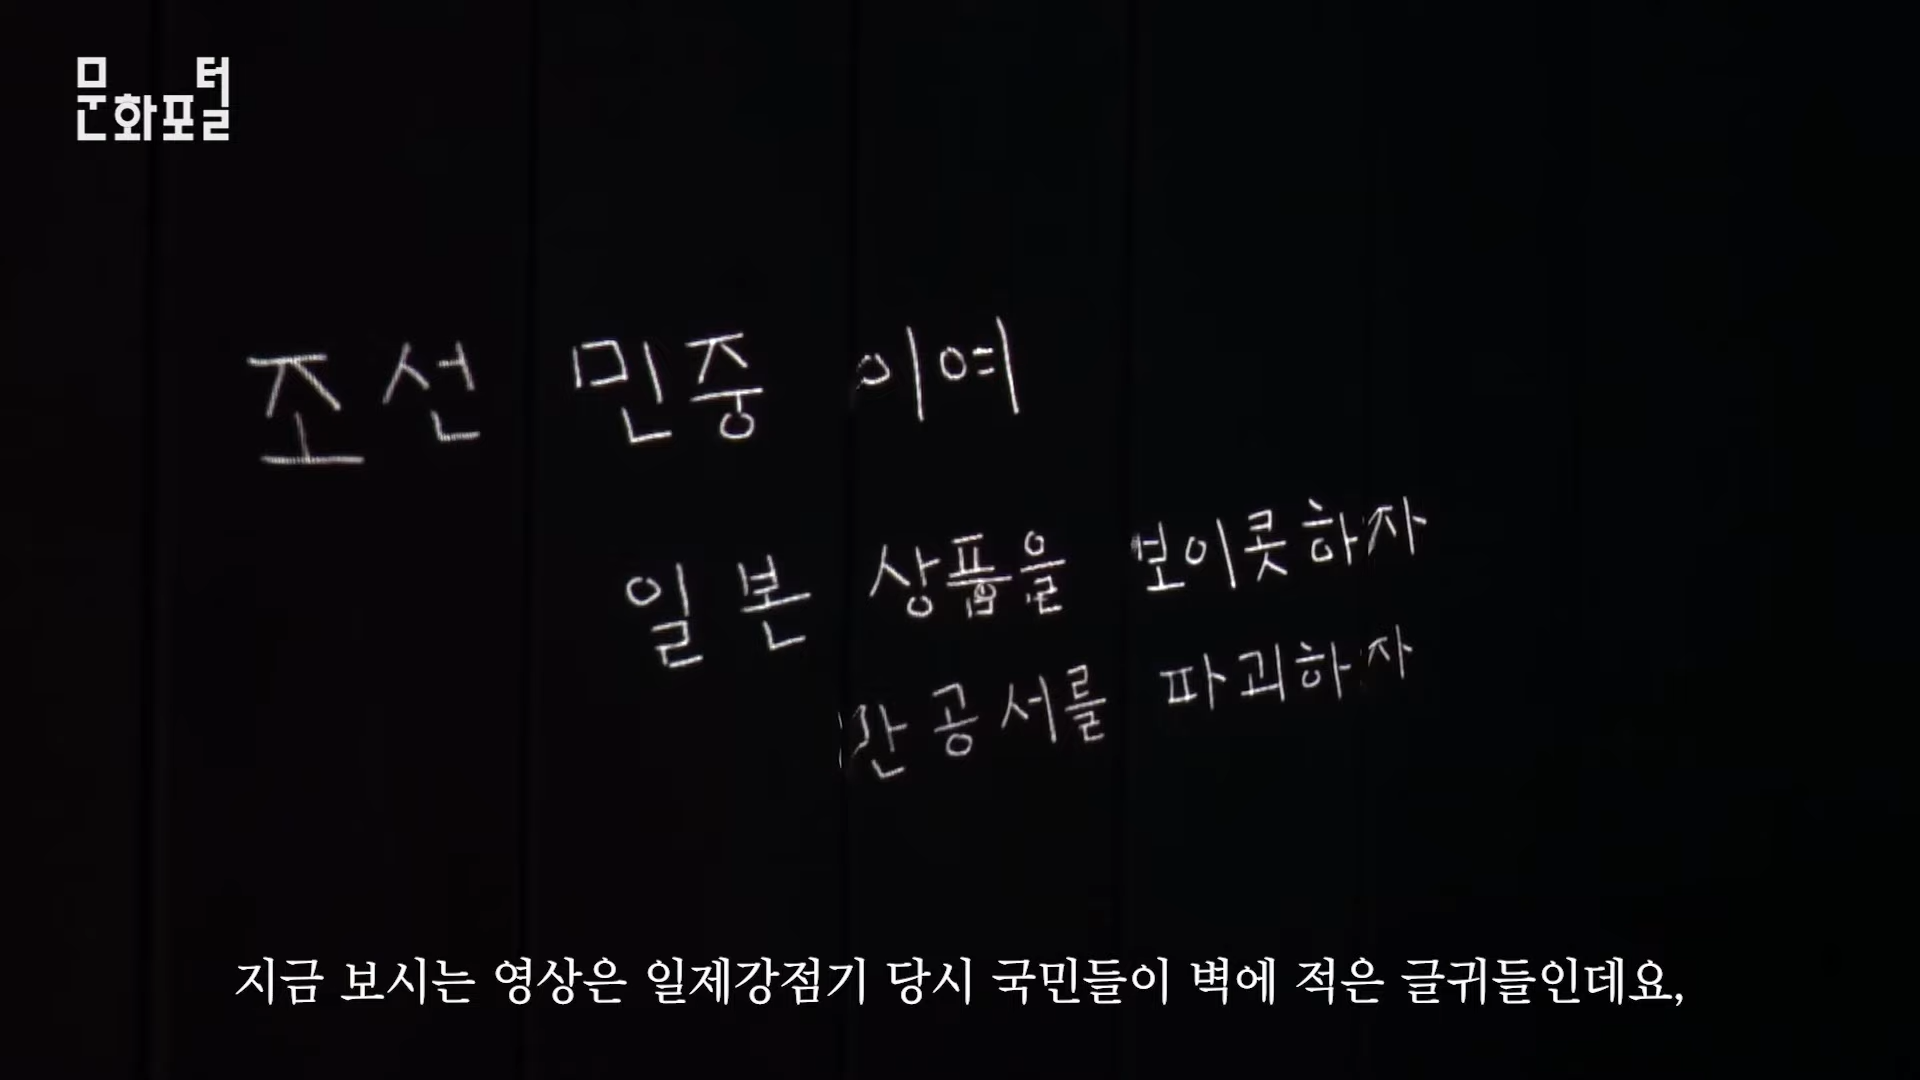 문화포털
조선 민중 이여
일본 상품을 보이콧하자
관공서를 파괴하자
지금 보시는 영상은 일제강점기 당시 국민들이 벽에 적은 글귀들인데요,